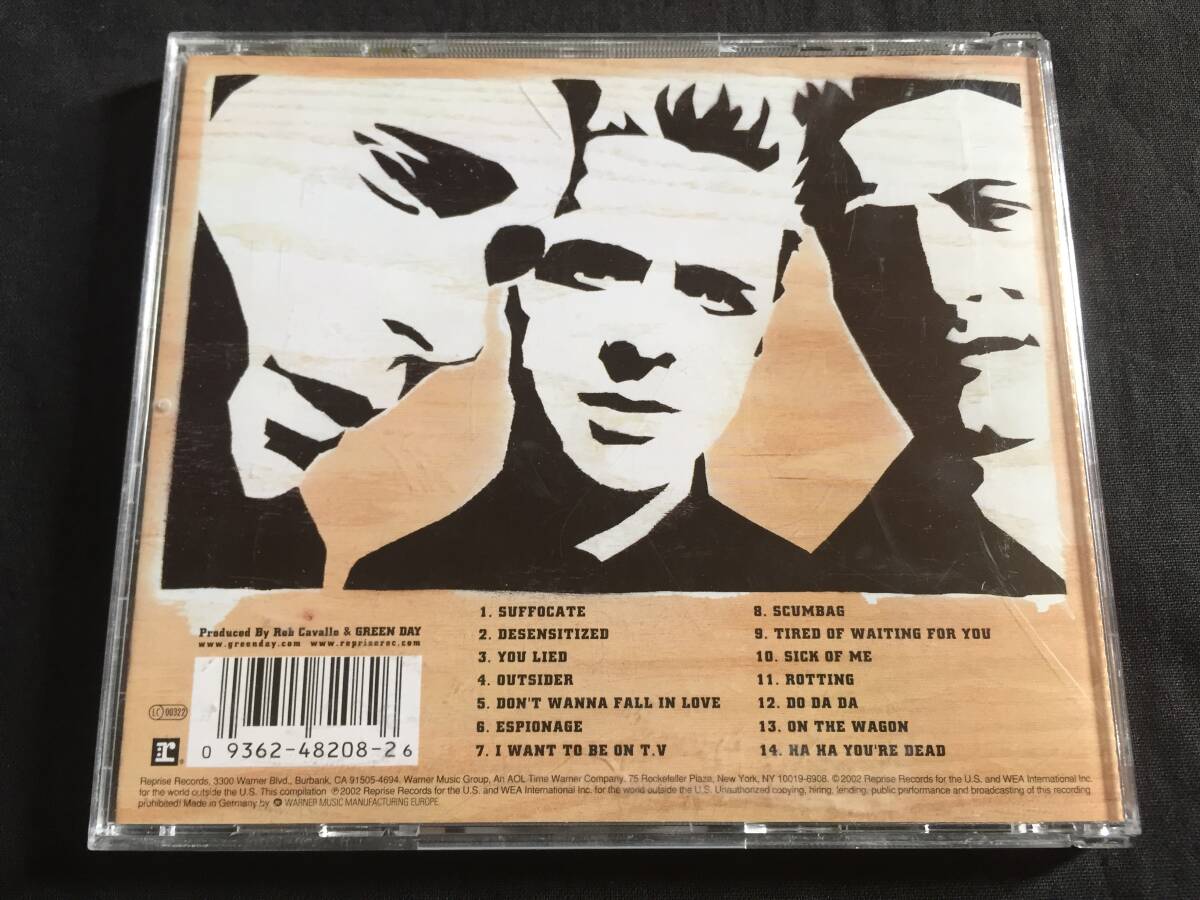 Produced By Rob Cavallo & GREEN DAY
www.greenday.com www.repriserec.com
LC 00322
0 9362-48208-2 6
r
1. SUFFOCATE
2. DESENSITIZED
3. YOU LIED
4. OUTSIDER
5. DON'T WANNA FALL IN LOVE
6. ESPIONAGE
7. I WANT TO BE ON T.V
8. SCUMBAG
9. TIRED OF WAITING FOR YOU
10. SICK OF ME
11. ROTTING
12. DO DA DA
13. ON THE WAGON
14. HA HA YOU'RE DEAD
Reprise Records, 3300 Warner Blvd., Burbank, CA 91505-4694. Warner Music Group, An AOL Time Warner Company. 75 Rockefeller Plaza, New York, NY 10019-6908. © 2002 Reprise Records for the U.S. and WEA International Inc.
for the world outside the U.S. This compilation ℗ 2002 Reprise Records for the U.S. and WEA International Inc. for the world outside the U.S. Unauthorized copying, hiring, lending, public performance and broadcasting of this recording
prohibited! Made in Germany by WARNER MUSIC MANUFACTURING EUROPE.